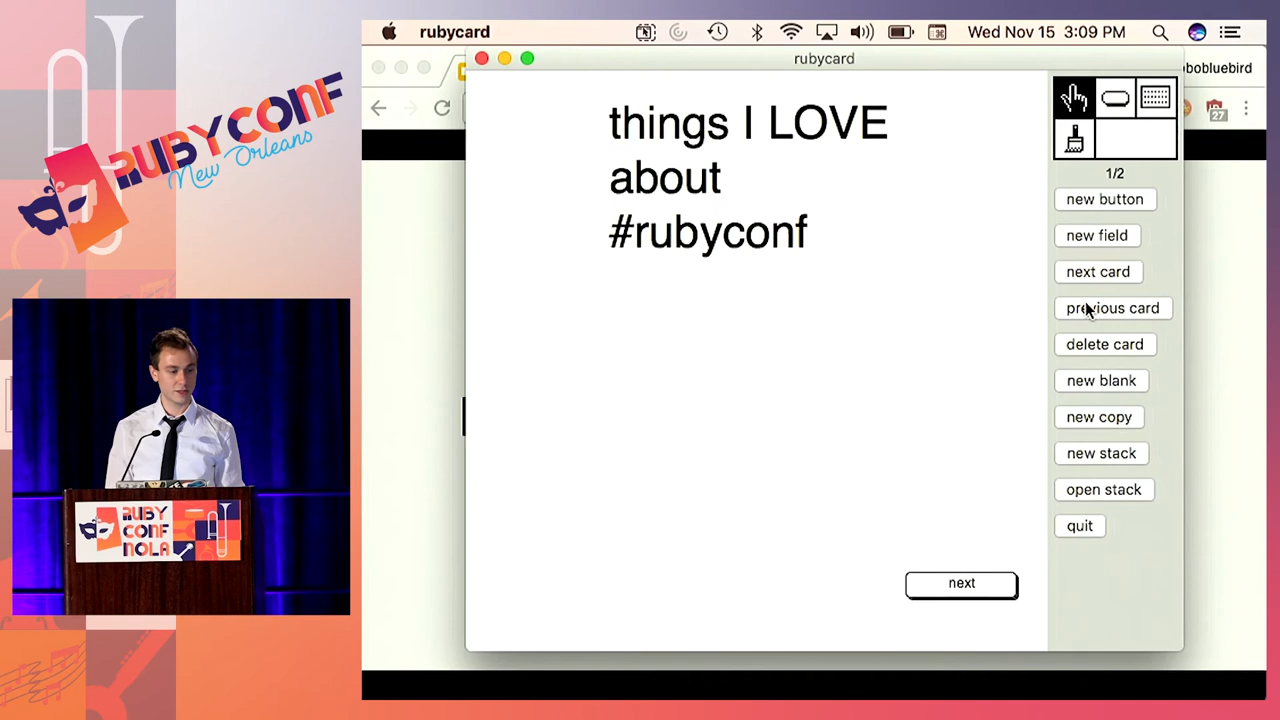 RUBYCONF
New Orleans
RUBY
CONF
NOLA
rubycard
Wed Nov 15 3:09 PM
rubycard
obobluebird
27
things I LOVE
about
#rubyconf
next
1/2
new button
new field
next card
previous card
delete card
new blank
new copy
new stack
open stack
quit